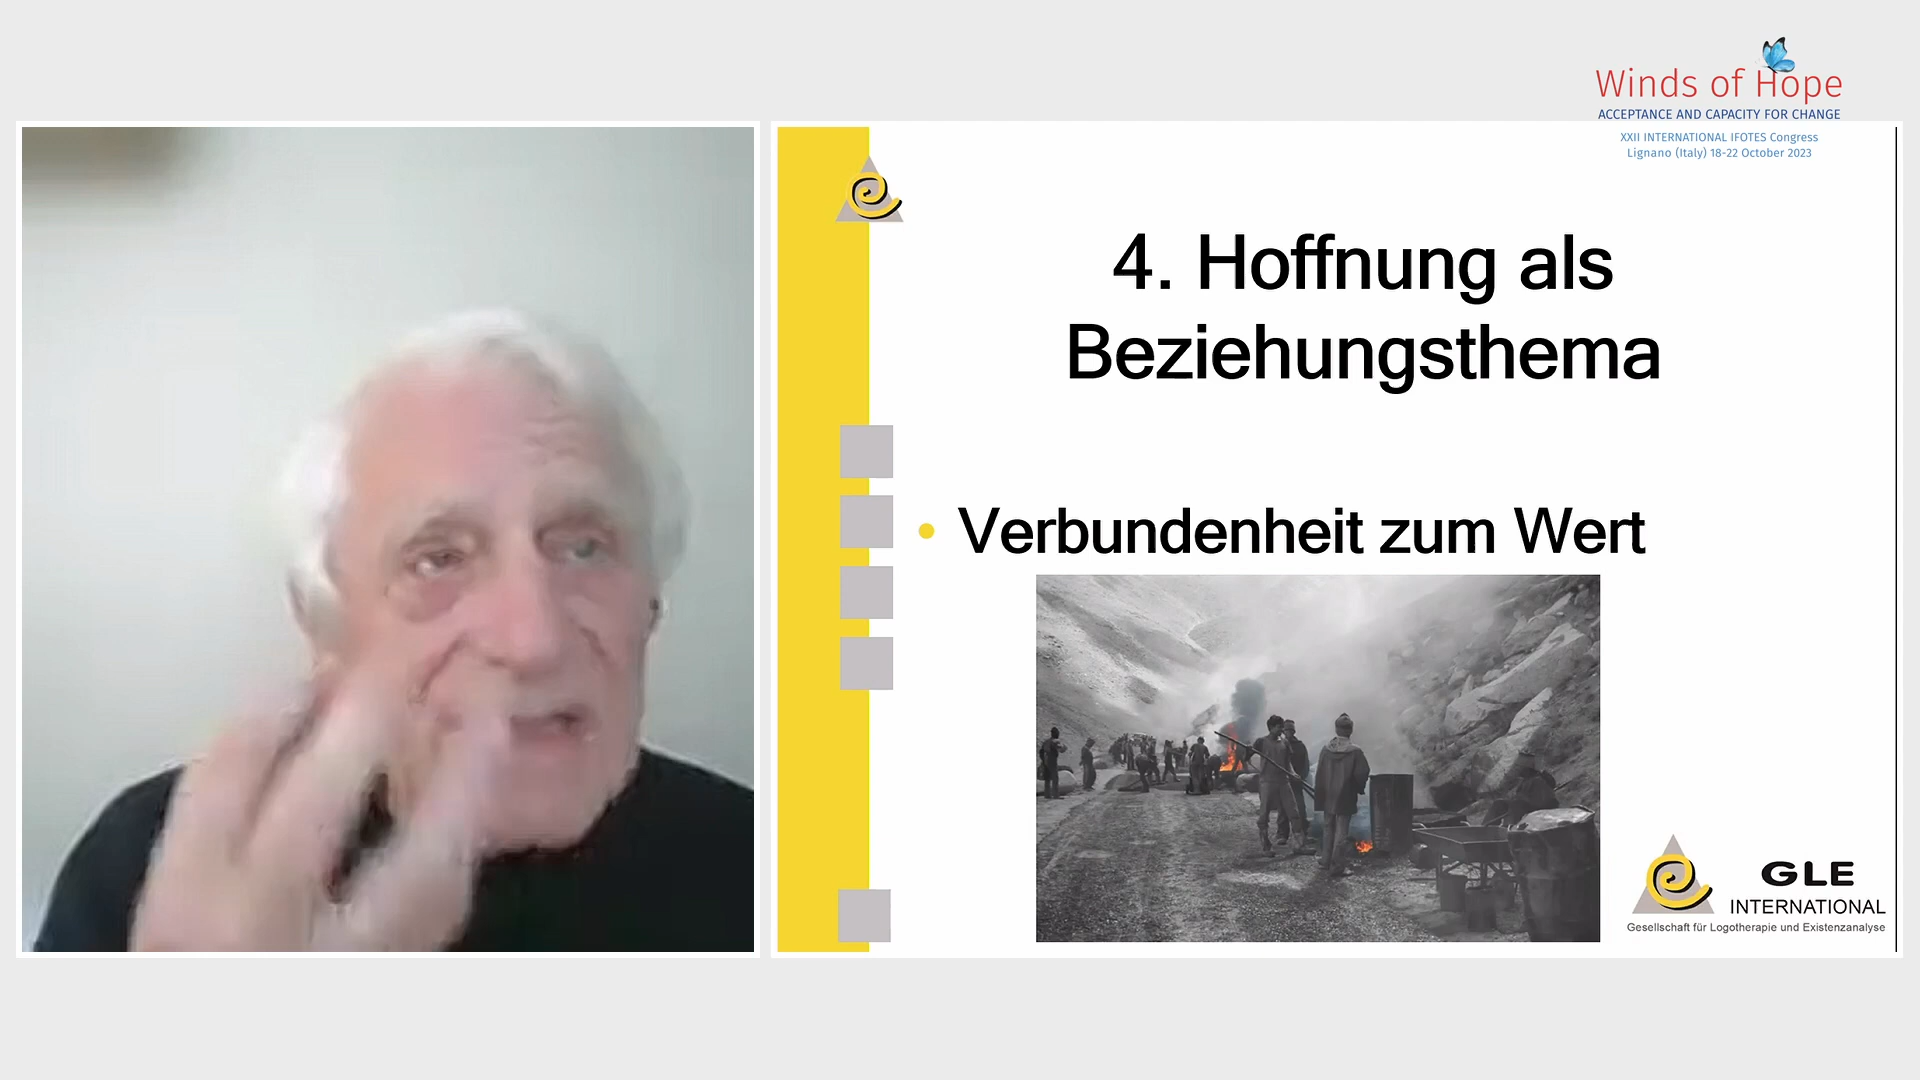 Winds of Hope
ACCEPTANCE AND CAPACITY FOR CHANGE
XXII INTERNATIONAL IFOTES Congress
Lignano (Italy) 18-22 October 2023
4. Hoffnung als
Beziehungsthema
• Verbundenheit zum Wert
GLE
INTERNATIONAL
Gesellschaft für Logotherapie und Existenzanalyse